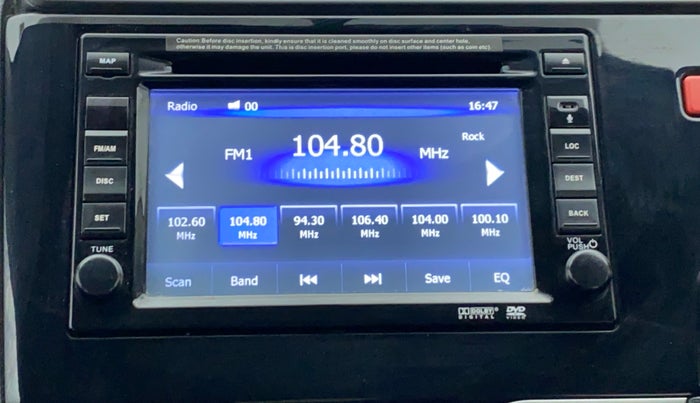 Caution: Before disc insertion, kindly ensure that it is cleaned smoothly on disc surface and center hole,
otherwise it may damage the unit. This is disc insertion port, please do not insert other items (such as coin etc).
MAP
Radio 00 16:47
Rock
FM1 104.80 MHz
FM/AM
LOC
DISC
DEST
SET
BACK
102.60 MHz
104.80 MHz
94.30 MHz
106.40 MHz
104.00 MHz
100.10 MHz
TUNE
VOL
PUSH
Scan Band Save EQ
DOLBY
DIGITAL
DVD
VIDEO